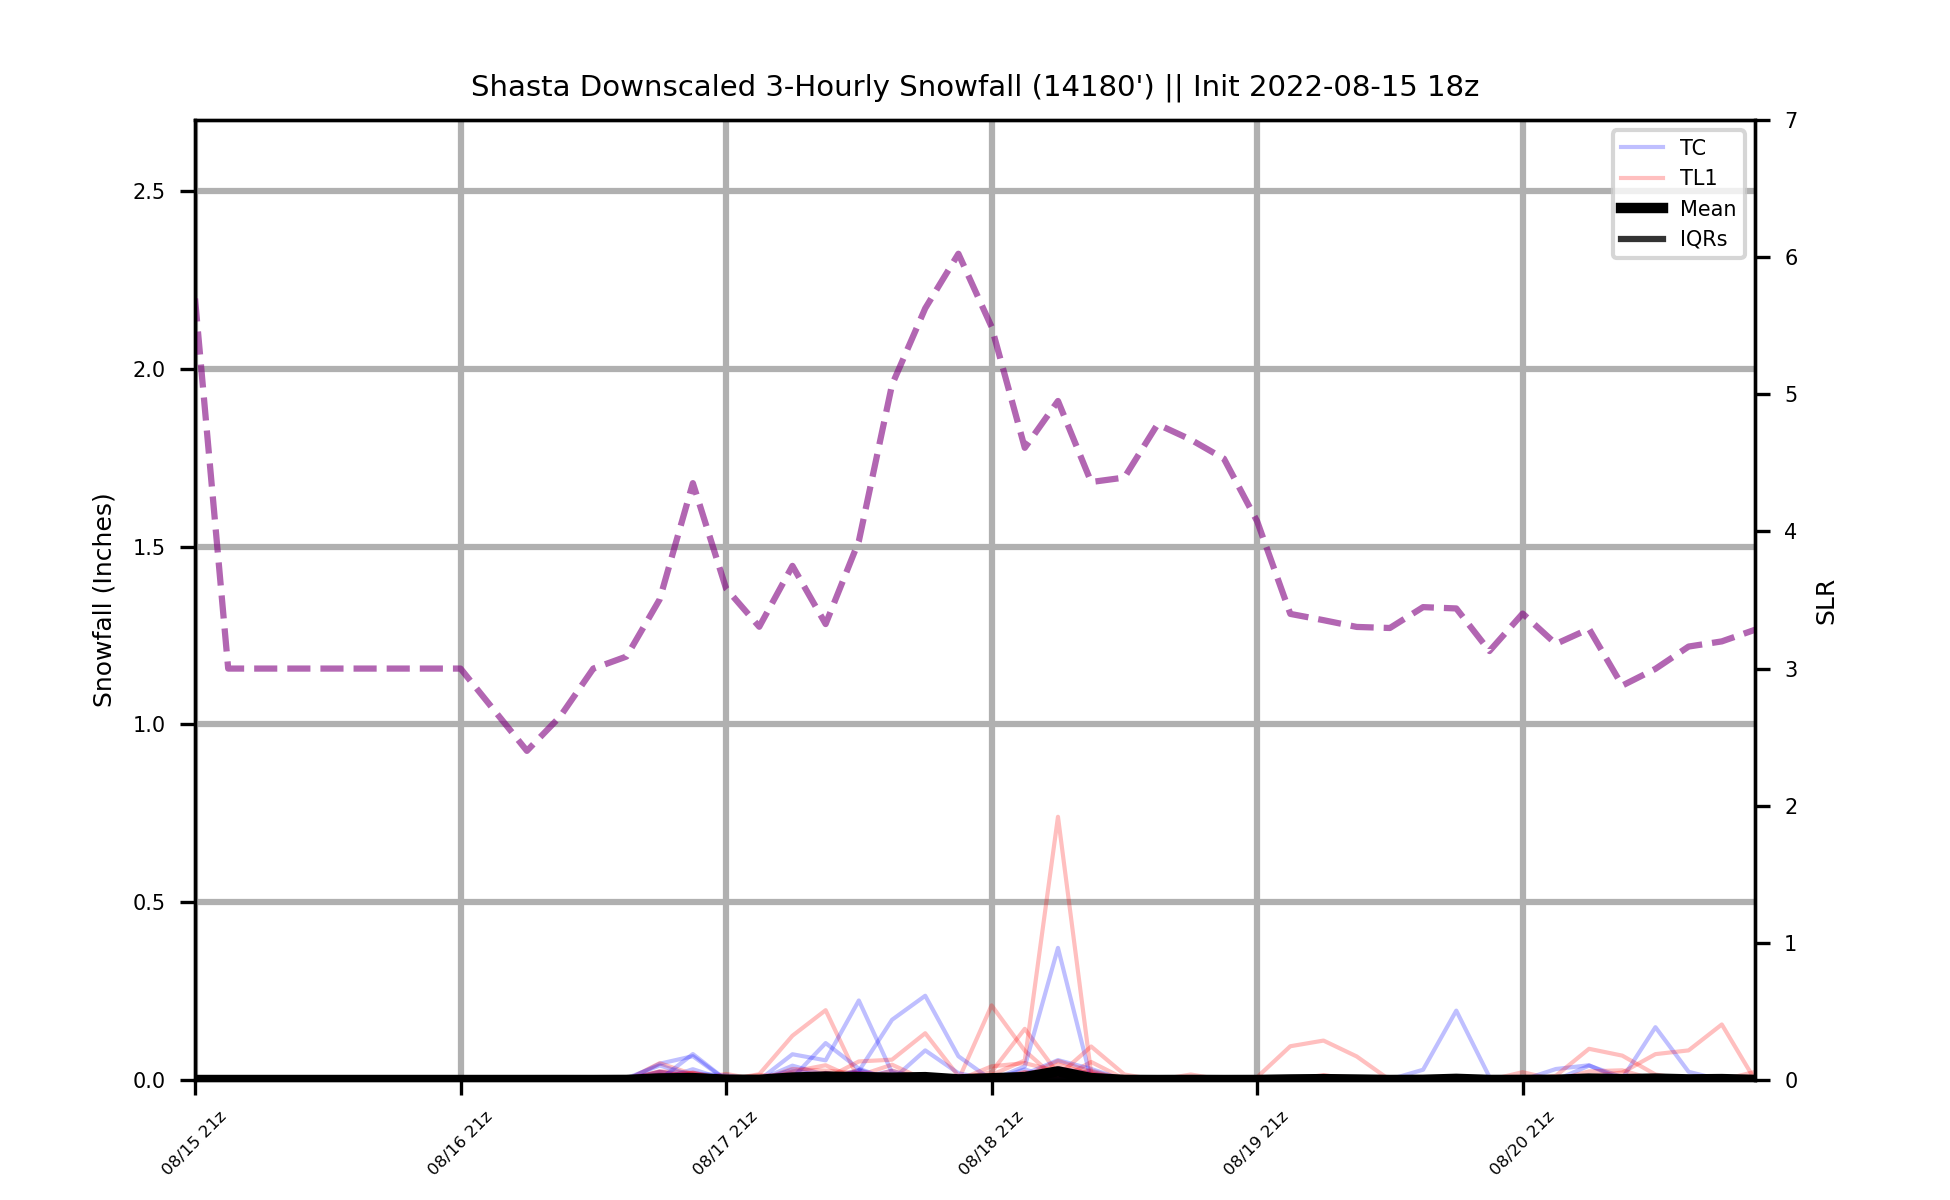 Shasta Downscaled 3-Hourly Snowfall (14180') || Init 2022-08-15 18z
TC
TL1
Mean
IQRs
Snowfall (Inches)
2.5
2.0
1.5
1.0
0.5
0.0
7
6
5
4
3
2
1
0
SLR
08/15 21z
08/16 21z
08/17 21z
08/18 21z
08/19 21z
08/20 21z